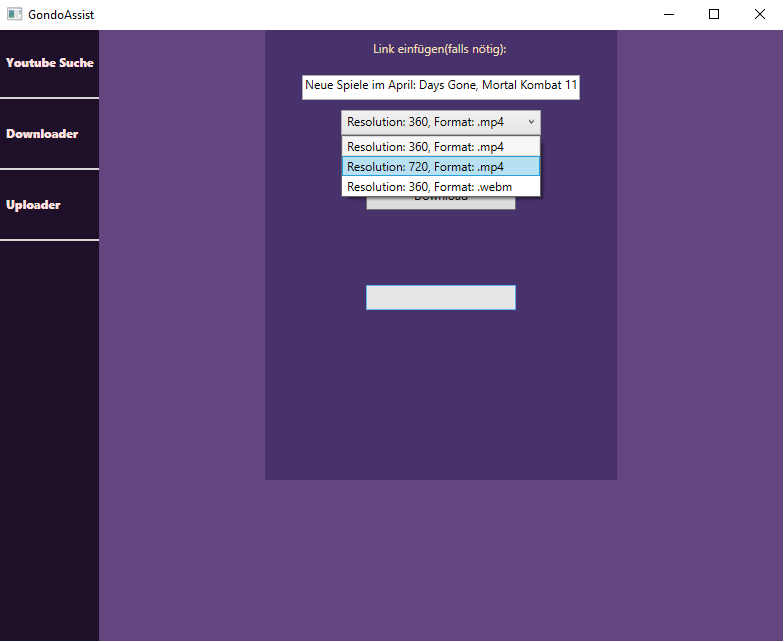 GondoAssist
Youtube Suche
Downloader
Uploader
Link einfügen(falls nötig):
Neue Spiele im April: Days Gone, Mortal Kombat 11
Resolution: 360, Format: .mp4
Resolution: 360, Format: .mp4
Resolution: 720, Format: .mp4
Resolution: 360, Format: .webm
Download